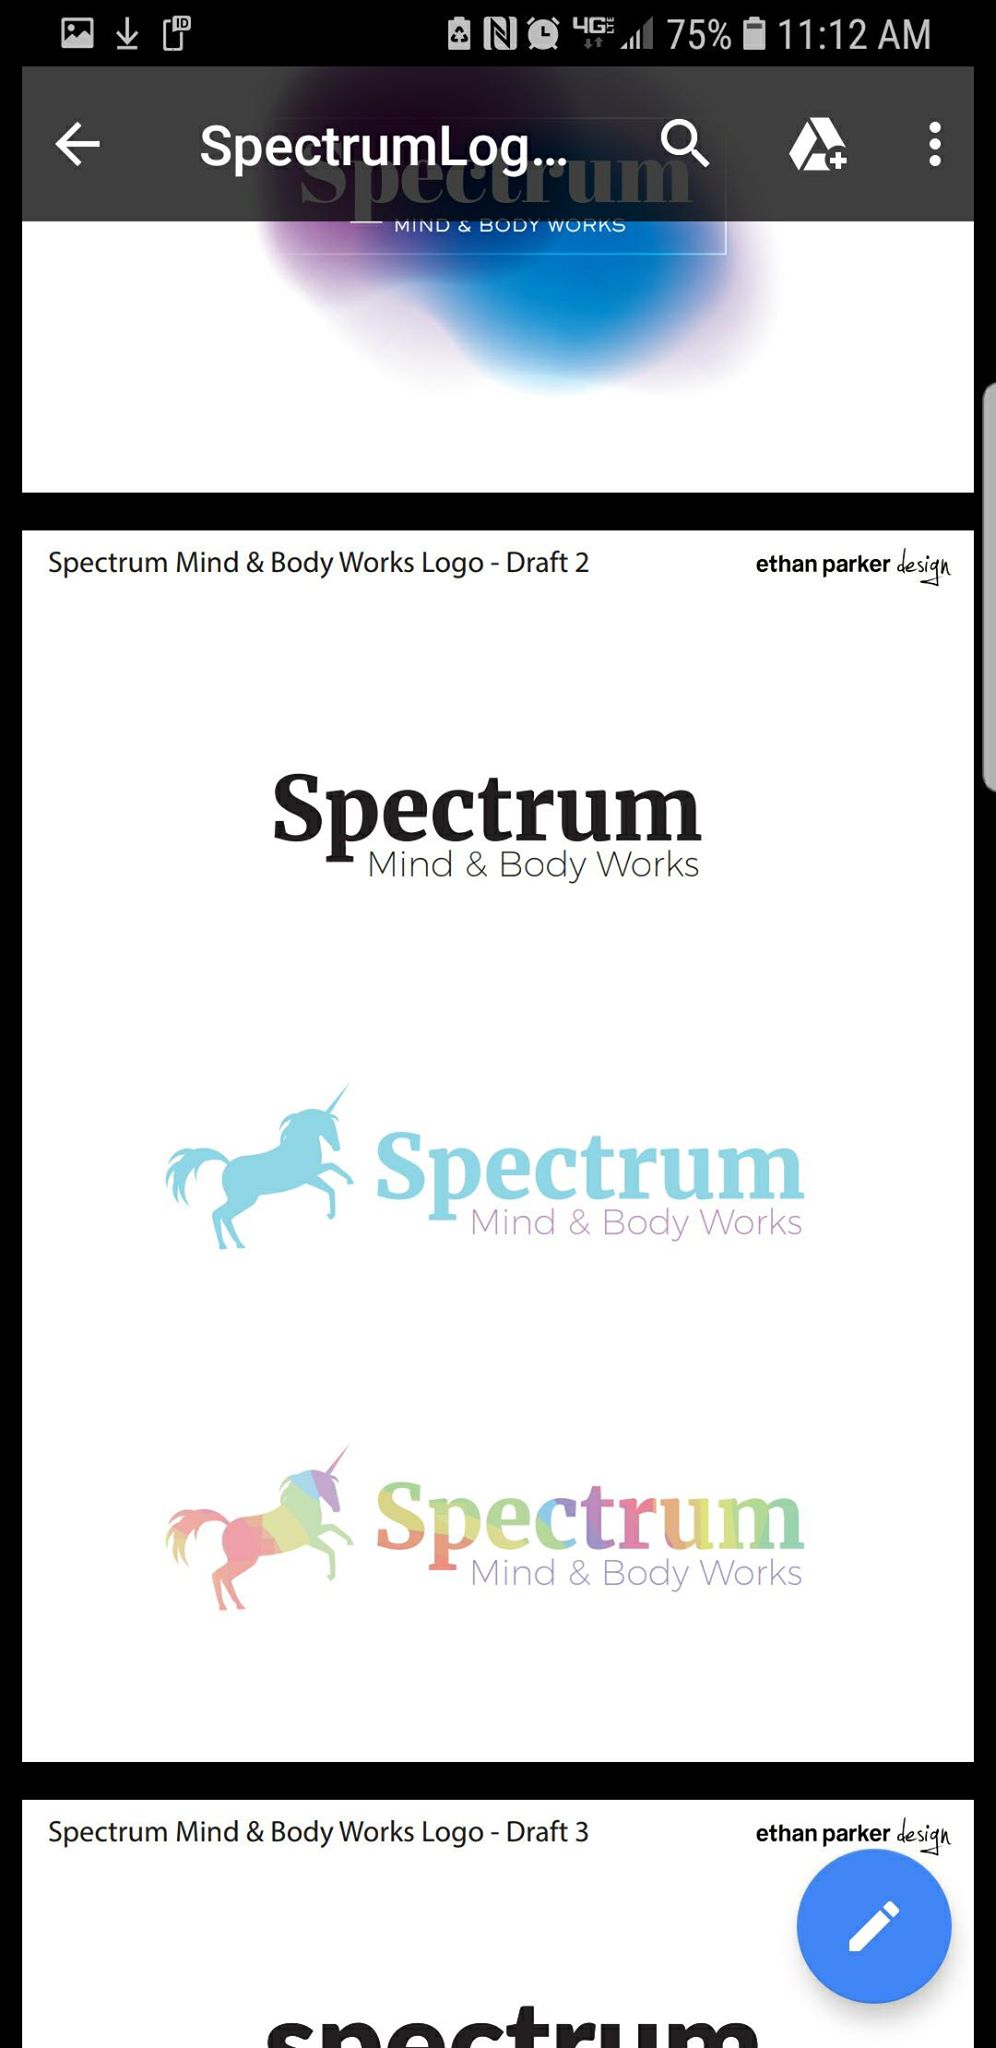 75% 11:12 AM
SpectrumLog...
Spectrum
MIND & BODY WORKS
Spectrum Mind & Body Works Logo - Draft 2
ethan parker design
Spectrum
Mind & Body Works
Spectrum
Mind & Body Works
Spectrum
Mind & Body Works
Spectrum Mind & Body Works Logo - Draft 3
ethan parker design
spectrum